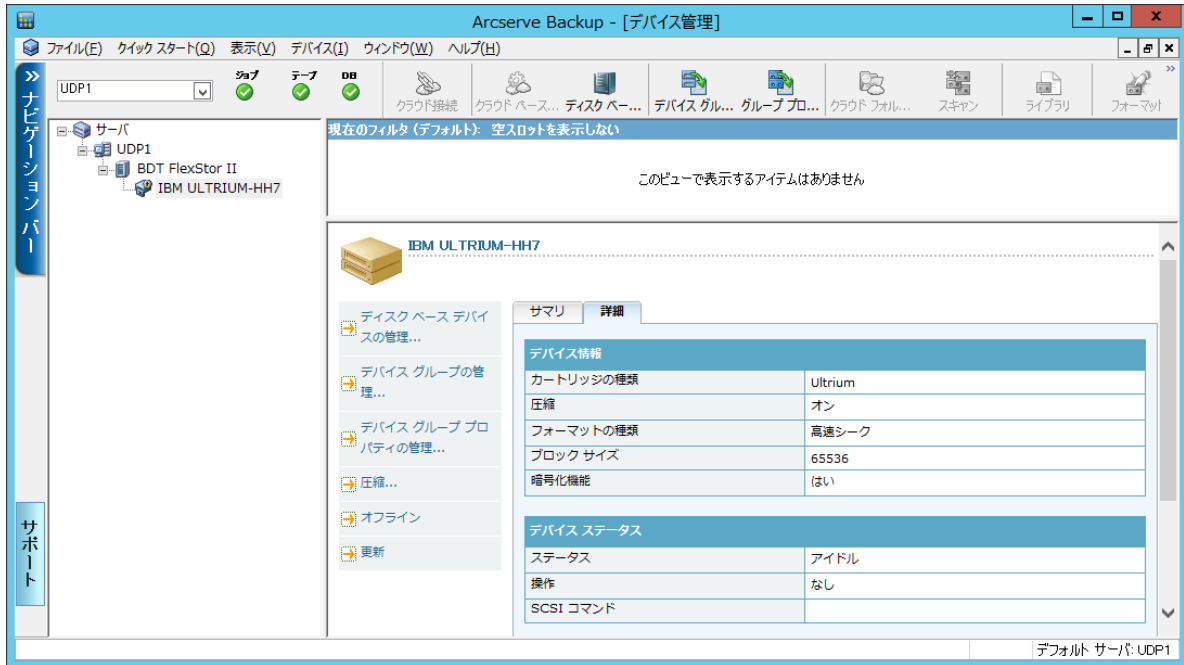 Arcserve Backup - [デバイス管理]
ファイル(F) クイック スタート(Q) 表示(V) デバイス(I) ウィンドウ(W) ヘルプ(H)
ナビゲーション バー
UDP1
ジョブ テープ DB
クラウド接続 クラウド ベース... ディスク ベー... デバイス グル... グループ プロ... クラウド フォル... スキャン ライブラリ フォーマット
サーバ
UDP1
BDT FlexStor II
IBM ULTRIUM-HH7
現在のフィルタ (デフォルト): 空スロットを表示しない
このビューで表示するアイテムはありません
IBM ULTRIUM-HH7
ディスク ベース デバイ
スの管理...
デバイス グループの管
理...
デバイス グループ プロ
パティの管理...
圧縮...
オフライン
更新
サマリ 詳細
デバイス情報
カートリッジの種類 Ultrium
圧縮 オン
フォーマットの種類 高速シーク
ブロック サイズ 65536
暗号化機能 はい
デバイス ステータス
ステータス アイドル
操作 なし
SCSI コマンド
サポート
デフォルト サーバ: UDP1